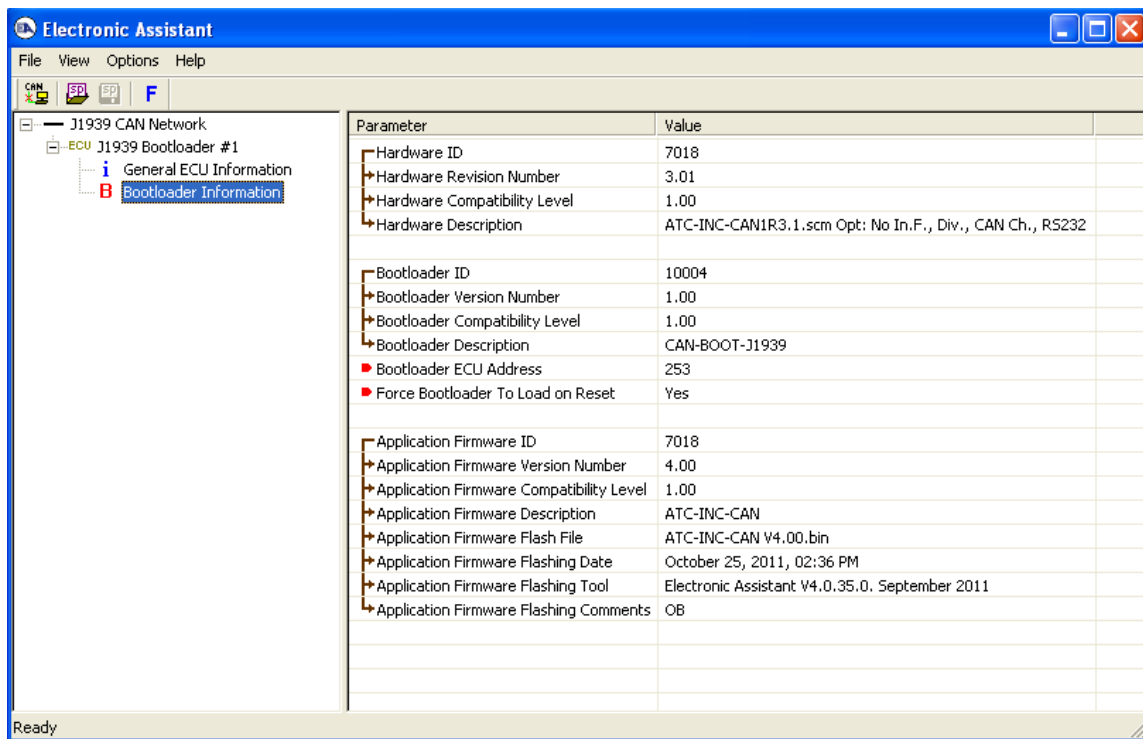 Electronic Assistant
File View Options Help
CAN SP SP F
J1939 CAN Network
ECU J1939 Bootloader #1
i General ECU Information
B Bootloader Information
Parameter Value
Hardware ID 7018
Hardware Revision Number 3.01
Hardware Compatibility Level 1.00
Hardware Description ATC-INC-CAN1R3.1.scm Opt: No In.F., Div., CAN Ch., RS232
Bootloader ID 10004
Bootloader Version Number 1.00
Bootloader Compatibility Level 1.00
Bootloader Description CAN-BOOT-J1939
Bootloader ECU Address 253
Force Bootloader To Load on Reset Yes
Application Firmware ID 7018
Application Firmware Version Number 4.00
Application Firmware Compatibility Level 1.00
Application Firmware Description ATC-INC-CAN
Application Firmware Flash File ATC-INC-CAN V4.00.bin
Application Firmware Flashing Date October 25, 2011, 02:36 PM
Application Firmware Flashing Tool Electronic Assistant V4.0.35.0. September 2011
Application Firmware Flashing Comments OB
Ready